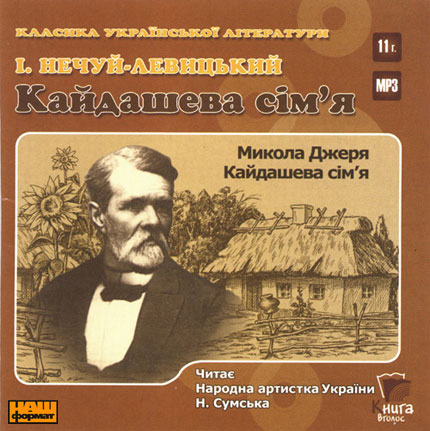 КЛАСИКА УКРАЇНСЬКОЇ ЛІТЕРАТУРИ
11 г.
І. НЕЧУЙ-ЛЕВИЦЬКИЙ
MP3
Кайдашева сім’я
Микола Джеря
Кайдашева сім’я
Читає
Народна артистка України
Н. Сумська
Книга
Вголос
НАШ
формат